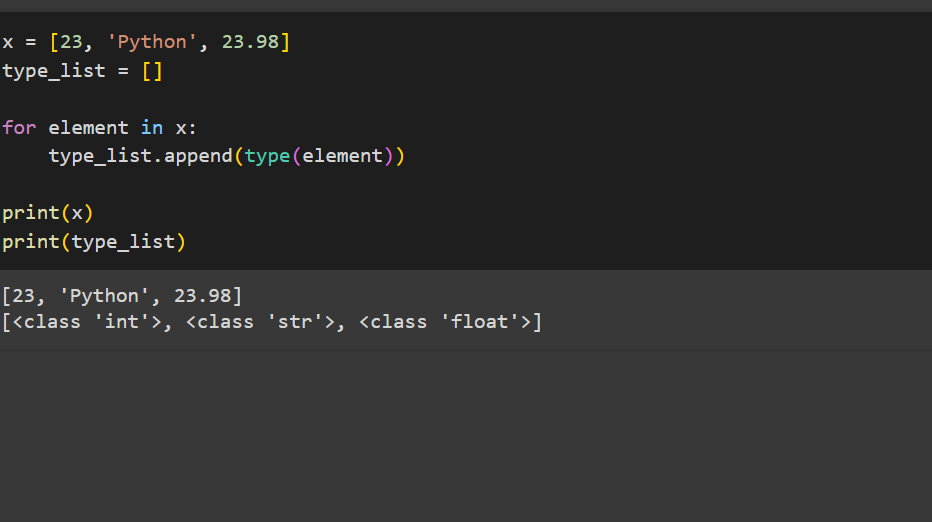 x = [23, 'Python', 23.98]
type_list = []
for element in x:
    type_list.append(type(element))
print(x)
print(type_list)
[23, 'Python', 23.98]
[<class 'int'>, <class 'str'>, <class 'float'>]